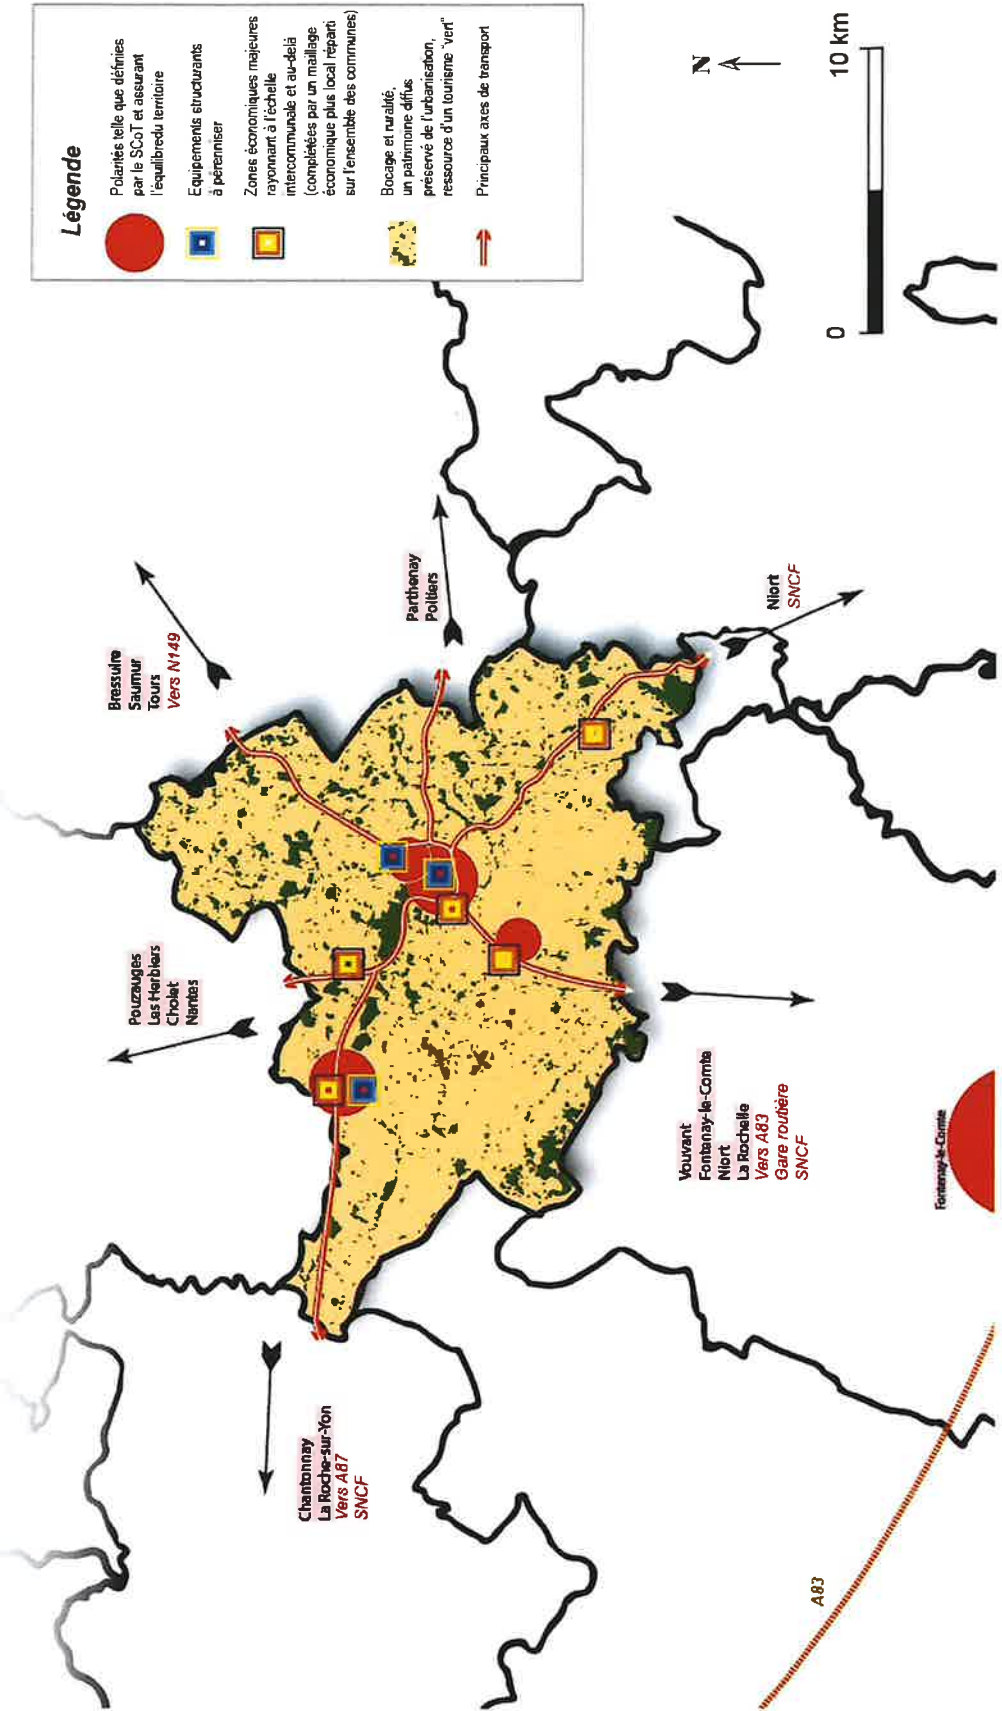 Légende
Polarités telle que définies
par le SCoT et assurant
l'équilibredu territoire
Equipements structurants
à pérenniser
Zones économiques majeures
rayonnant à l'échelle
intercommunale et au-delà
(complétées par un maillage
économique plus local réparti
sur l'ensemble des communes)
Bocage et ruralité,
un patrimoine diffus
préservé de l'urbanisation,
ressource d'un tourisme "vert"
Principaux axes de transport
N
0
10 km
Bressuire
Saumur
Tours
Vers N149
Parthenay
Poitiers
Niort
SNCF
Pouzauges
Les Herbiers
Cholet
Nantes
Vouvant
Fontenay-le-Comte
Niort
La Rochelle
Vers A83
Gare routière
SNCF
Chantonnay
La Roche-sur-Yon
Vers A87
SNCF
Fontenay-le-Comte
A83